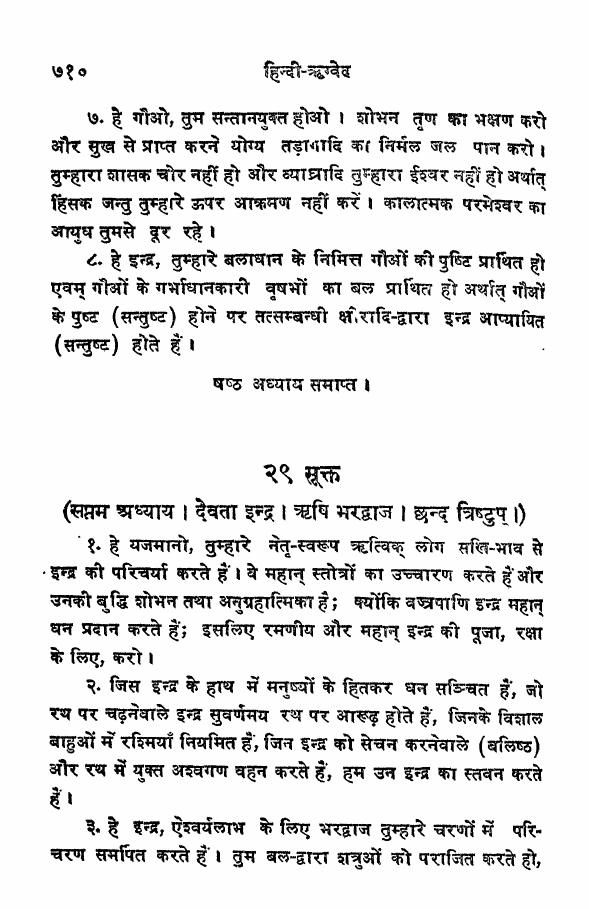 ७१० हिन्दी-ऋग्वेद
७. हे गौओ, तुम सन्तानयुक्त होओ । शोभन तृण का भक्षण करो
और सुख से प्राप्त करने योग्य तड़ागादि का निर्मल जल पान करो ।
तुम्हारा शासक चोर नहीं हो और व्याघ्रादि तुम्हारा ईश्वर नहीं हो अर्थात्
हिंसक जन्तु तुम्हारे ऊपर आक्रमण नहीं करें । कालात्मक परमेश्वर का
आयुध तुमसे दूर रहे ।
८. हे इन्द्र, तुम्हारे बलाधान के निमित्त गौओं की पुष्टि प्रार्थित हो
एवम् गौओं के गर्भाधानकारी वृषभों का बल प्रार्थित हो अर्थात् गौओं
के पुष्ट (सन्तुष्ट) होने पर तत्सम्बन्धी क्षीरादि-द्वारा इन्द्र आप्यायित
(सन्तुष्ट) होते हैं ।
षष्ठ अध्याय समाप्त ।
२९ सूक्त
(सप्तम अध्याय । देवता इन्द्र । ऋषि भरद्वाज । छन्द त्रिष्टुप् ।)
१. हे यजमानो, तुम्हारे नेतृ-स्वरूप ऋत्विक् लोग सखि-भाव से
इन्द्र की परिचर्या करते हैं । वे महान् स्तोत्रों का उच्चारण करते हैं और
उनकी बुद्धि शोभन तथा अनुग्रहात्मिका है; क्योंकि वज्रपाणि इन्द्र महान्
धन प्रदान करते हैं; इसलिए रमणीय और महान् इन्द्र की पूजा, रक्षा
के लिए, करो ।
२. जिस इन्द्र के हाथ में मनुष्यों के हितकर धन सञ्चित हैं, जो
रथ पर चढ़नेवाले इन्द्र सुवर्णमय रथ पर आरूढ़ होते हैं, जिनके विशाल
बाहुओं में रश्मियाँ नियमित हैं, जिन इन्द्र को सेचन करनेवाले (बलिष्ठ)
और रथ में युक्त अश्वगण वहन करते हैं, हम उन इन्द्र का स्तवन करते
हैं ।
३. हे इन्द्र, ऐश्वर्यलाभ के लिए भरद्वाज तुम्हारे चरणों में परि-
चरण समर्पित करते हैं । तुम बल-द्वारा शत्रुओं को पराजित करते हो,